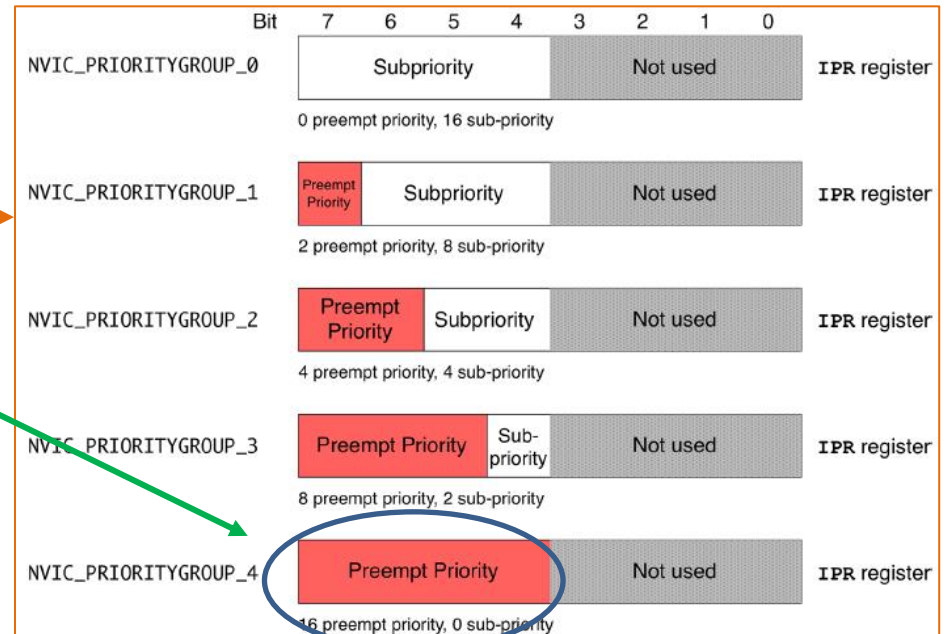 Bit 7 6 5 4 3 2 1 0
NVIC_PRIORITYGROUP_0 Subpriority Not used IPR register
0 preempt priority, 16 sub-priority
NVIC_PRIORITYGROUP_1 Preempt Priority Subpriority Not used IPR register
2 preempt priority, 8 sub-priority
NVIC_PRIORITYGROUP_2 Preempt Priority Subpriority Not used IPR register
4 preempt priority, 4 sub-priority
NVIC_PRIORITYGROUP_3 Preempt Priority Sub-priority Not used IPR register
8 preempt priority, 2 sub-priority
NVIC_PRIORITYGROUP_4 Preempt Priority Not used IPR register
16 preempt priority, 0 sub-priority